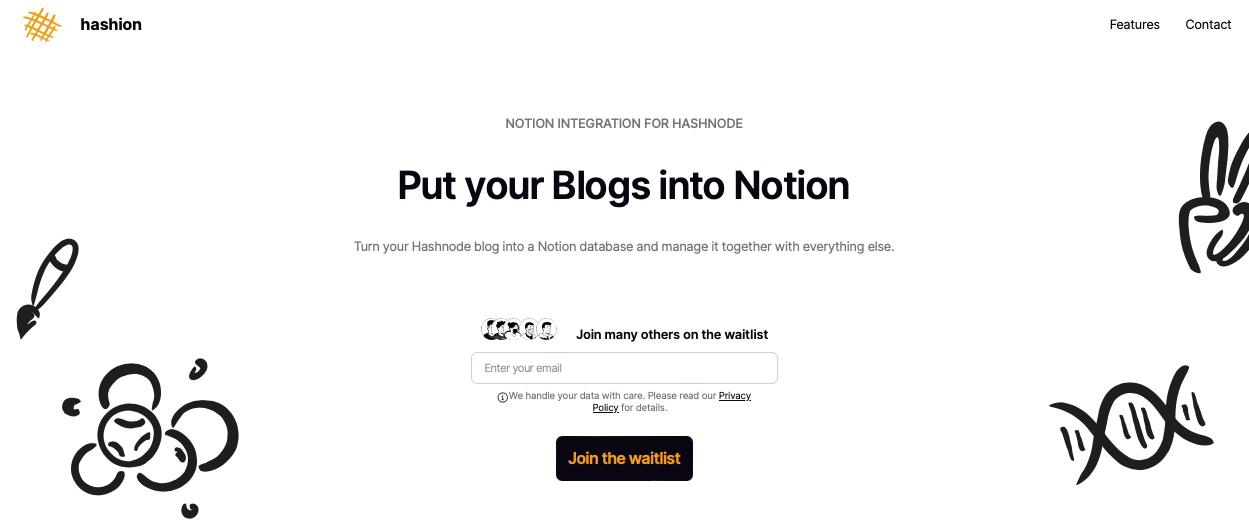 hashion
Features
Contact
NOTION INTEGRATION FOR HASHNODE
Put your Blogs into Notion
Turn your Hashnode blog into a Notion database and manage it together with everything else.
Join many others on the waitlist
Enter your email
We handle your data with care. Please read our Privacy
Policy for details.
Join the waitlist